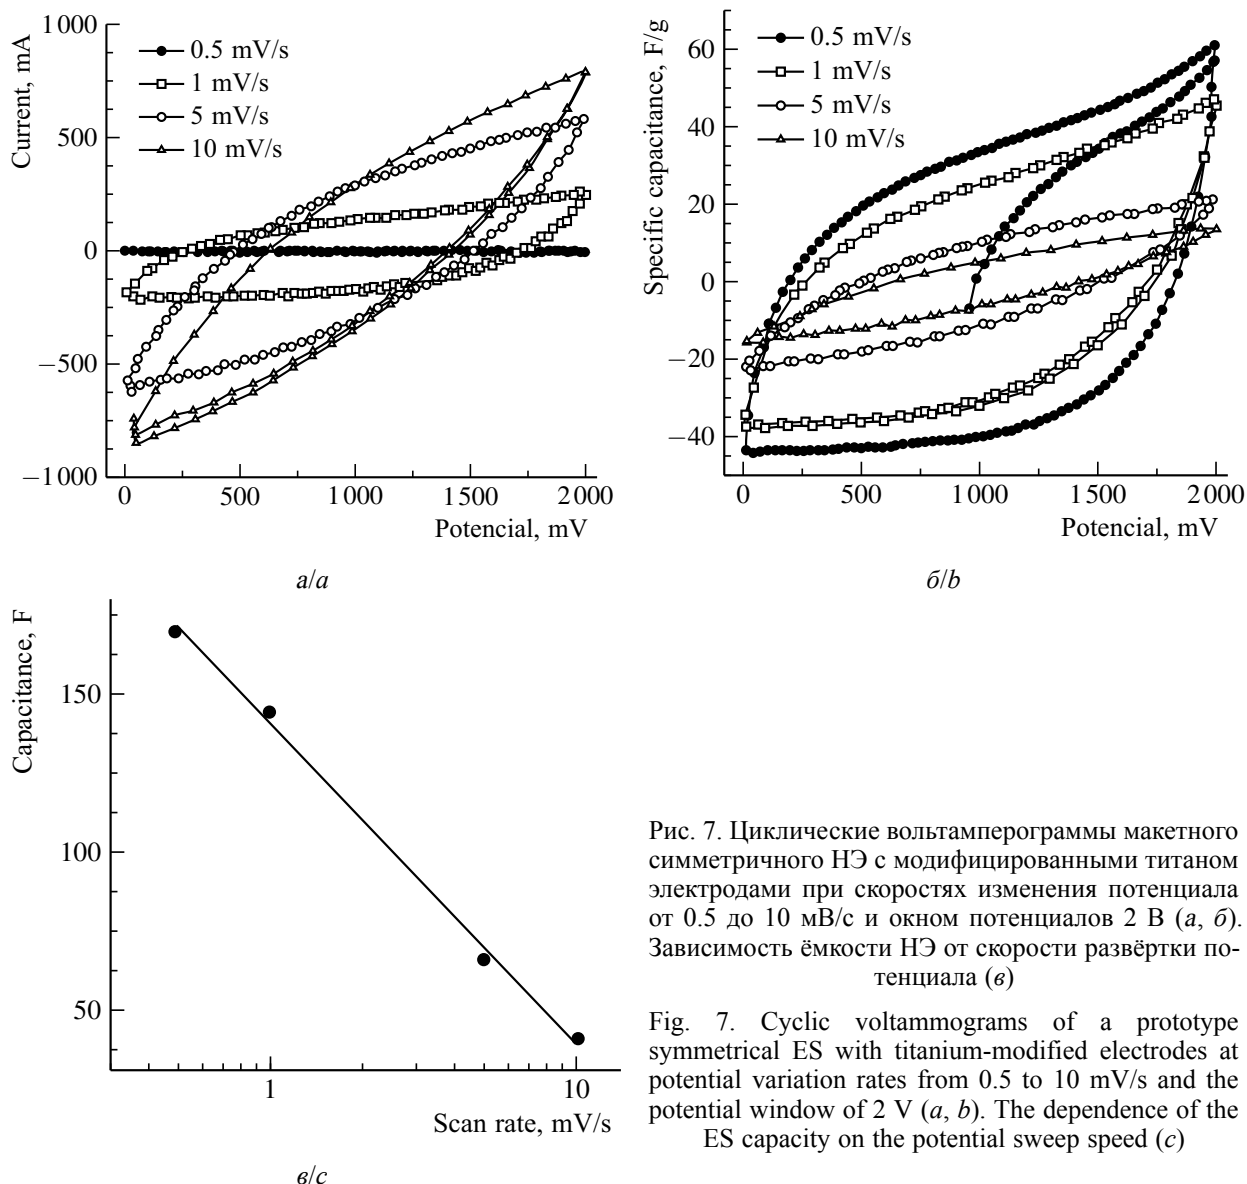 1000
500
0
−500
−1000
Current, mA
0.5 mV/s
1 mV/s
5 mV/s
10 mV/s
0 500 1000 1500 2000
Potencial, mV
а/a
60
40
20
0
−20
−40
Specific capacitance, F/g
0.5 mV/s
1 mV/s
5 mV/s
10 mV/s
0 500 1000 1500 2000
Potencial, mV
б/b
150
100
50
Capacitance, F
1 10
Scan rate, mV/s
в/c
Рис. 7. Циклические вольтамперограммы макетного
симметричного НЭ с модифицированными титаном
электродами при скоростях изменения потенциала
от 0.5 до 10 мВ/с и окном потенциалов 2 В (а, б).
Зависимость ёмкости НЭ от скорости развёртки по-
тенциала (в)
Fig. 7. Cyclic voltammograms of a prototype
symmetrical ES with titanium-modified electrodes at
potential variation rates from 0.5 to 10 mV/s and the
potential window of 2 V (a, b). The dependence of the
ES capacity on the potential sweep speed (c)